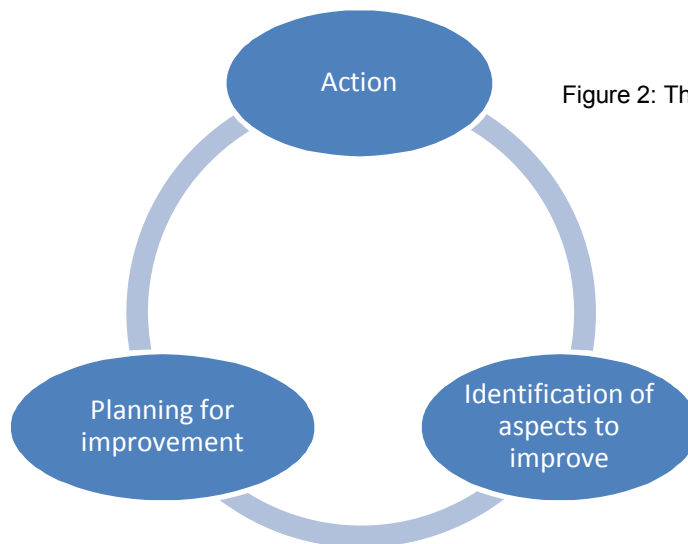 Action
Figure 2: Th
Planning for
improvement
Identification of
aspects to
improve